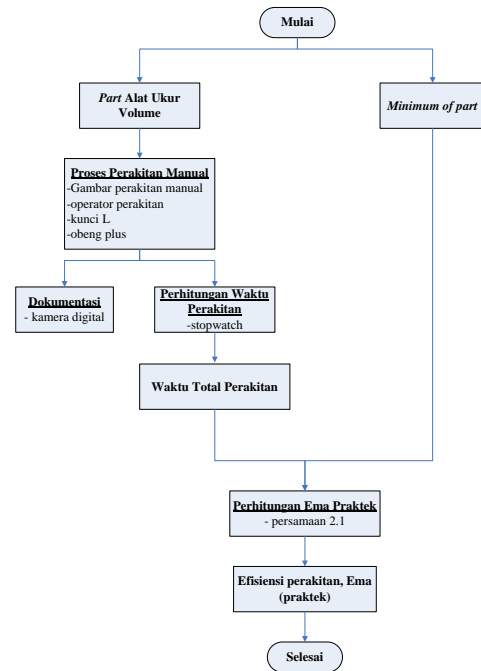 Mulai
Part Alat Ukur
Volume
Minimum of part
Proses Perakitan Manual
-Gambar perakitan manual
-operator perakitan
-kunci L
-obeng plus
Dokumentasi
- kamera digital
Perhitungan Waktu
Perakitan
-stopwatch
Waktu Total Perakitan
Perhitungan Ema Praktek
- persamaan 2.1
Efisiensi perakitan, Ema
(praktek)
Selesai